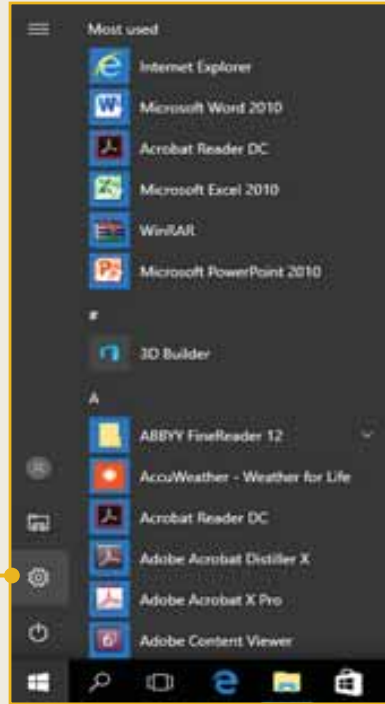 Most used
Internet Explorer
Microsoft Word 2010
Acrobat Reader DC
Microsoft Excel 2010
WinRAR
Microsoft PowerPoint 2010
#
3D Builder
A
ABBYY FineReader 12
AccuWeather - Weather for Life
Acrobat Reader DC
Adobe Acrobat Distiller X
Adobe Acrobat X Pro
Adobe Content Viewer